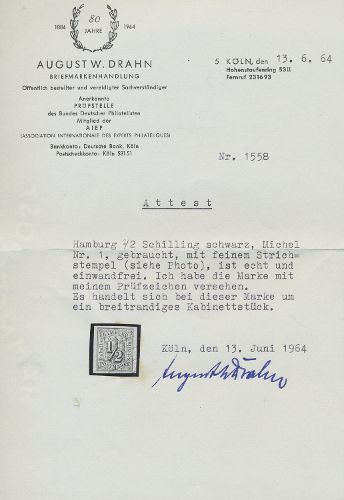 80
1884 JAHRE 1964
AUGUST W. DRAHN
BRIEFMARKENHANDLUNG
Öffentlich bestellter und vereidigter Sachverständiger
Anerkannte
PRÜFSTELLE
des Bundes Deutscher Philatelisten
Mitglied der
AIEP
(ASSOCIATION INTERNATIONALE DES EXPERTS PHILATELIQUES)
Bankkonto: Deutsche Bank, Köln
Postscheckkonto: Köln 53151
5 KÖLN, den 13. 6. 64
Hohenstaufenring 53II
Fernruf 231693
Nr. 1558
Attest
Hamburg 1/2 Schilling schwarz, Michel
Nr. 1, gebraucht, mit feinem Strich-
stempel (siehe Photo), ist echt und
einwandfrei. Ich habe die Marke mit
meinem Prüfzeichen versehen.
Es handelt sich bei dieser Marke um
ein breitrandiges Kabinettstück.
1/2
Köln, den 13. Juni 1964
August W Drahn